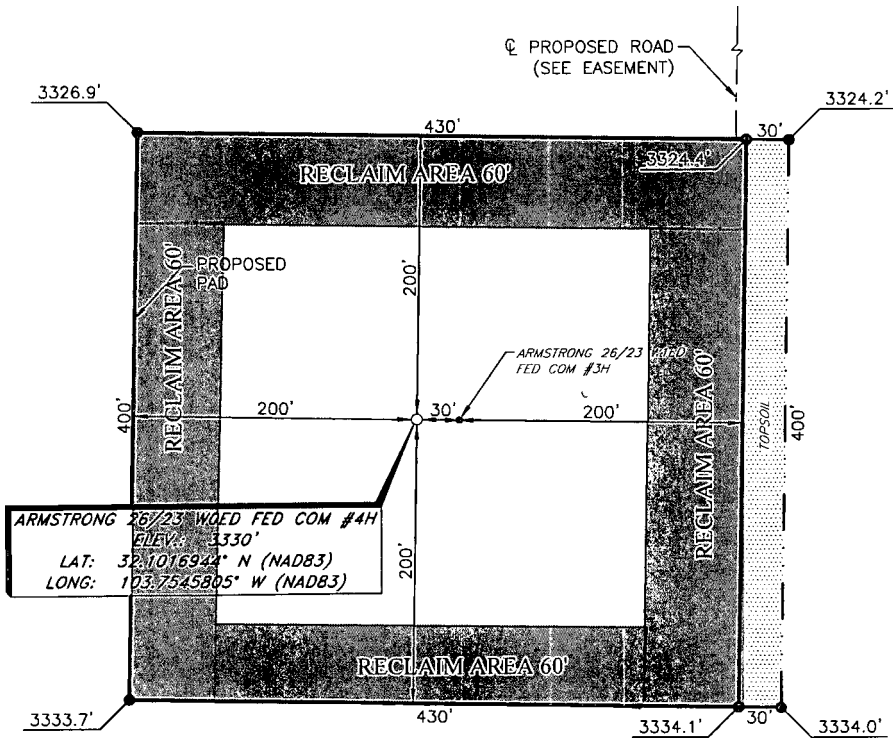 ℄ PROPOSED ROAD
(SEE EASEMENT)
3326.9'
3324.2'
430'
30'
3324.4'
RECLAIM AREA 60'
PROPOSED
PAD
RECLAIM AREA 60'
200'
ARMSTRONG 26/23
FED COM #3H
RECLAIM AREA 60'
TOPSOIL
400'
200'
30'
200'
400'
ARMSTRONG 26/23 WOED FED COM #4H
ELEV.: 3330'
LAT: 32.1016944° N (NAD83)
LONG: 103.7545805° W (NAD83)
200'
RECLAIM AREA 60'
3333.7'
430'
3334.1'
30'
3334.0'